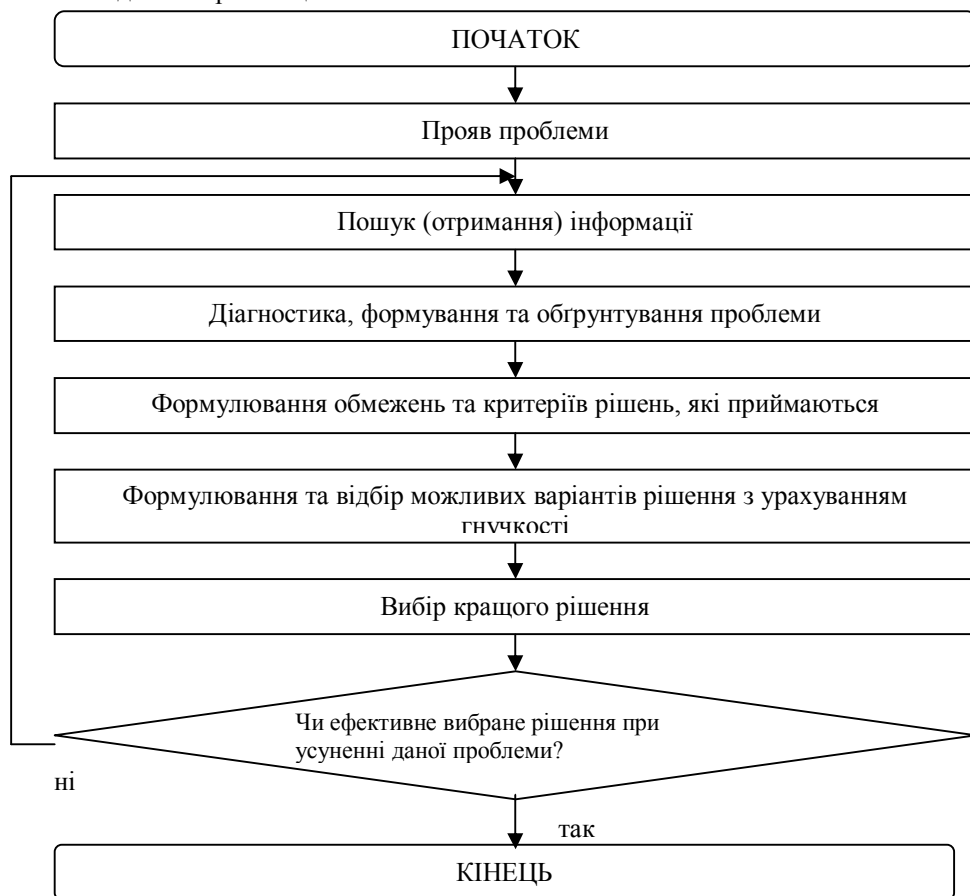 ПОЧАТОК
Прояв проблеми
Пошук (отримання) інформації
Діагностика, формування та обґрунтування проблеми
Формулювання обмежень та критеріїв рішень, які приймаються
Формулювання та відбір можливих варіантів рішення з урахуванням
гнучкості
Вибір кращого рішення
Чи ефективне вибране рішення при
усуненні даної проблеми?
ні
так
КІНЕЦЬ